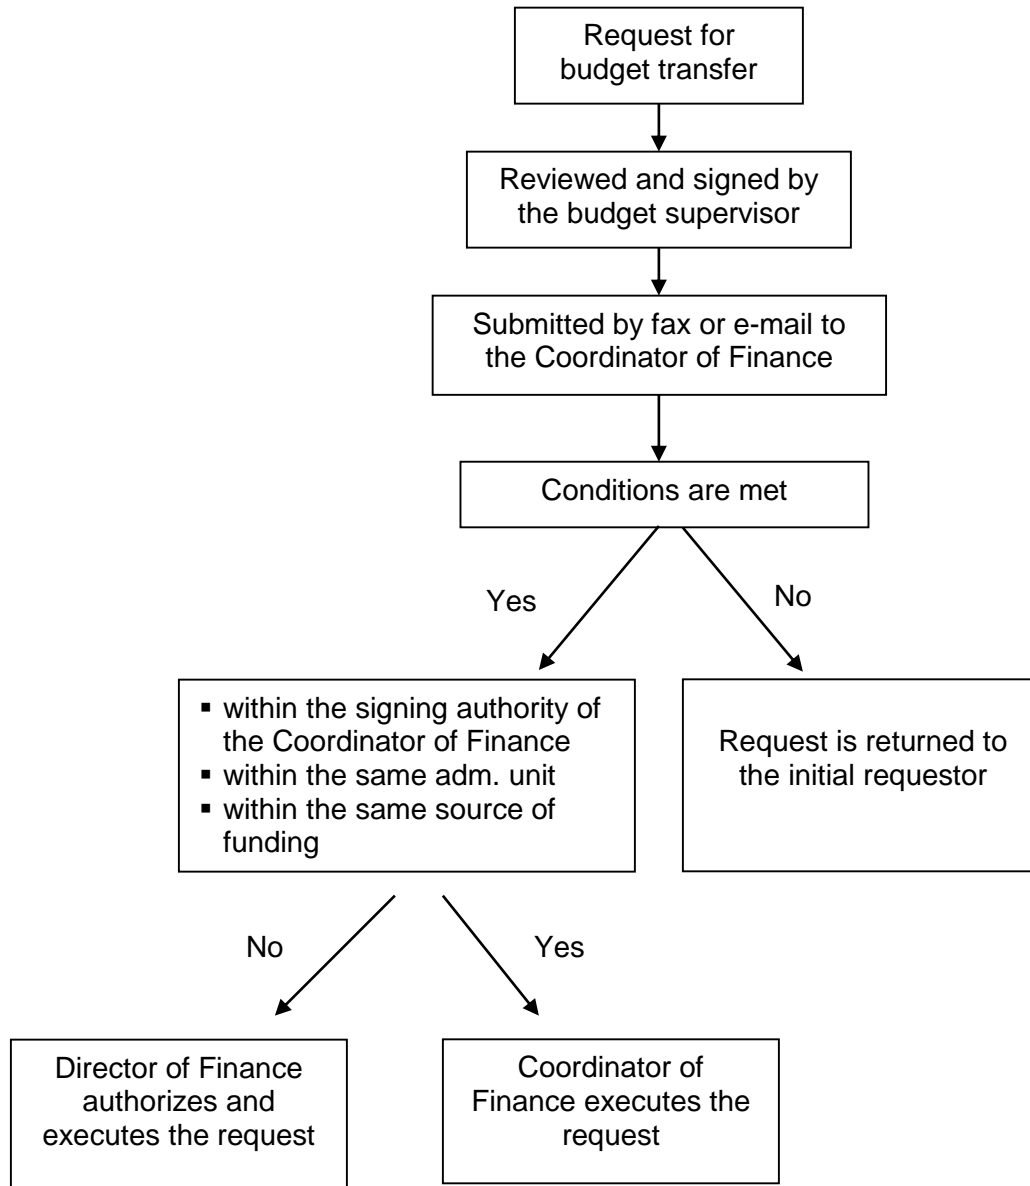 Request for
budget transfer
Reviewed and signed by
the budget supervisor
Submitted by fax or e-mail to
the Coordinator of Finance
Conditions are met
Yes
No
▪ within the signing authority of
the Coordinator of Finance
▪ within the same adm. unit
▪ within the same source of
funding
Request is returned to
the initial requestor
No
Yes
Director of Finance
authorizes and
executes the request
Coordinator of
Finance executes the
request